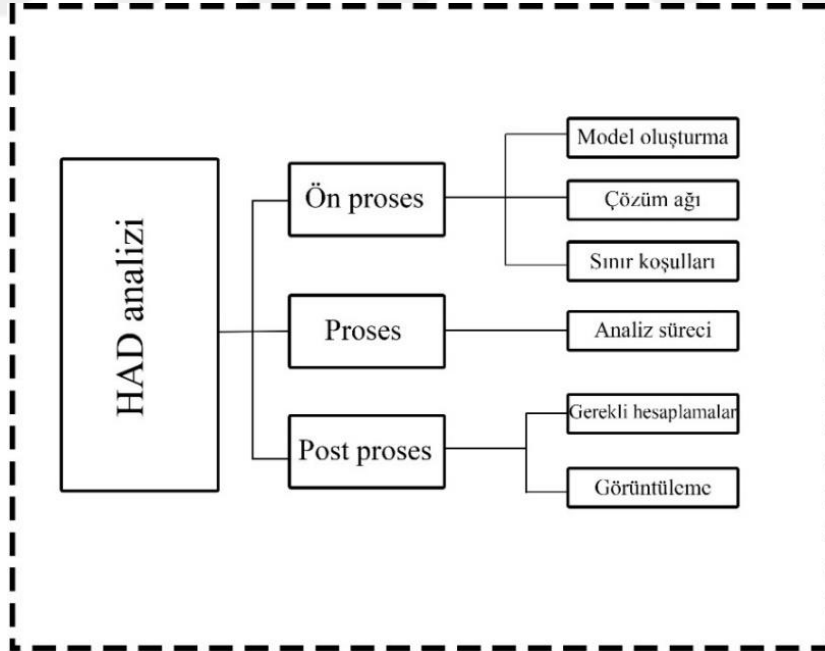 HAD analizi
Ön proses
Model oluşturma
Çözüm ağı
Sınır koşulları
Proses
Analiz süreci
Post proses
Gerekli hesaplamalar
Görüntüleme